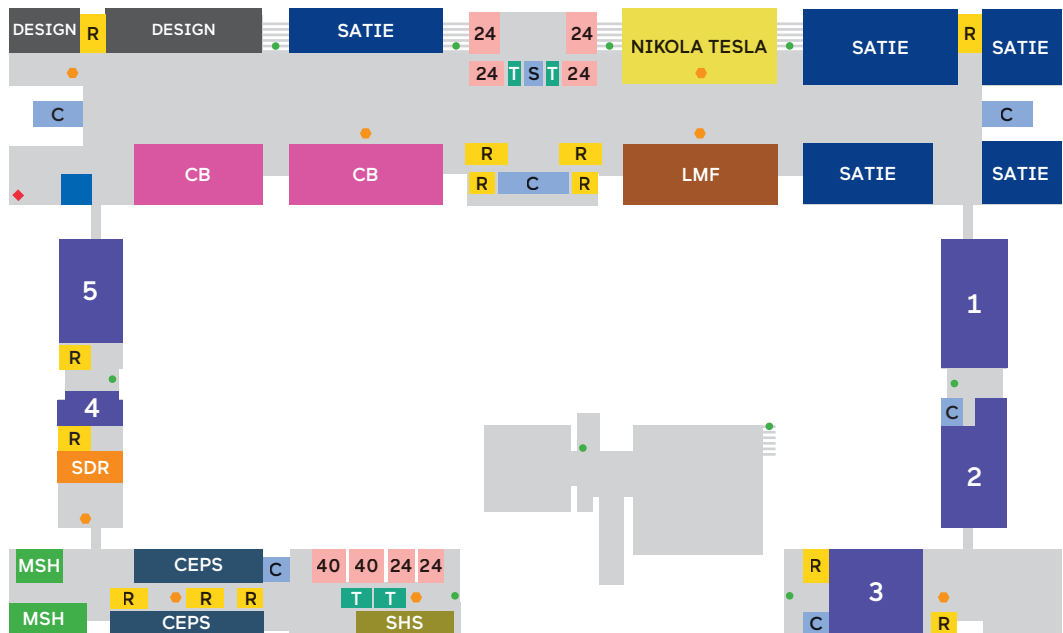 DESIGN
R
DESIGN
SATIE
24
24
NIKOLA TESLA
SATIE
R
SATIE
24
T
S
T
24
C
C
R
R
CB
CB
R
C
R
LMF
SATIE
SATIE
5
1
R
4
C
R
SDR
2
MSH
CEPS
C
40
40
24
24
R
3
R
R
R
T
T
MSH
CEPS
SHS
C
R